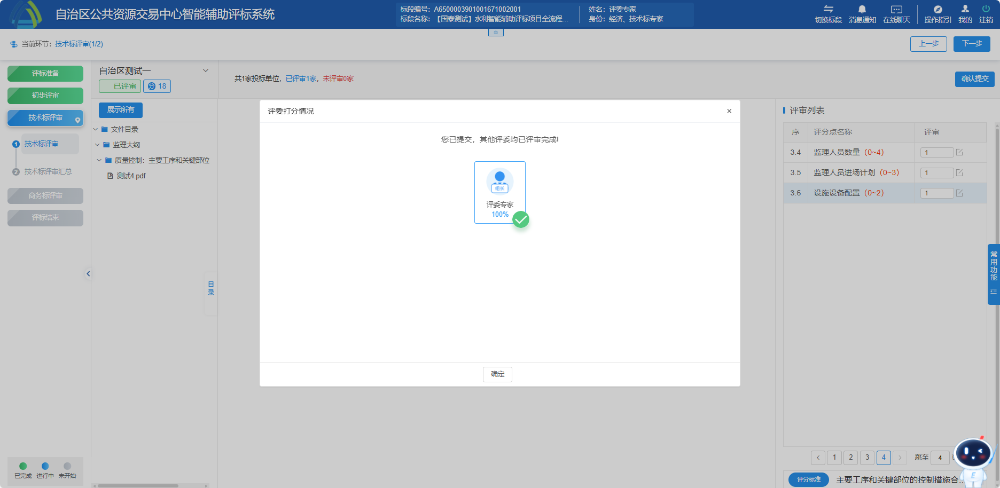 自治区公共资源交易中心智能辅助评标系统
标段编号：A6500003901001671002001
标段名称：【国泰测试】水利智能辅助评标项目全流程...
姓名：评委专家
身份：经济、技术标专家
切换标段
消息通知
在线聊天
操作指引
我的
注销
当前环节：技术标评审(1/2)
上一步
下一步
评标准备
初步评审
技术标评审
1 技术标评审
2 技术标评审汇总
商务标评审
评标结束
已完成
进行中
未开始
自治区测试一
已评审
分 18
展示所有
文件目录
监理大纲
质量控制：主要工序和关键部位
测试4.pdf
目录
共1家投标单位，已评审1家，未评审0家
确认提交
评委打分情况
×
您已提交，其他评委均已评审完成!
组长
评委专家
100%
确定
评审列表
序 评分点名称 评审
3.4 监理人员数量（0~4） 1
3.5 监理人员进场计划（0~3） 1
3.6 设施设备配置（0~2） 1
1 2 3 4 跳至 4
评分标准 主要工序和关键部位的控制措施合...
常用功能
E